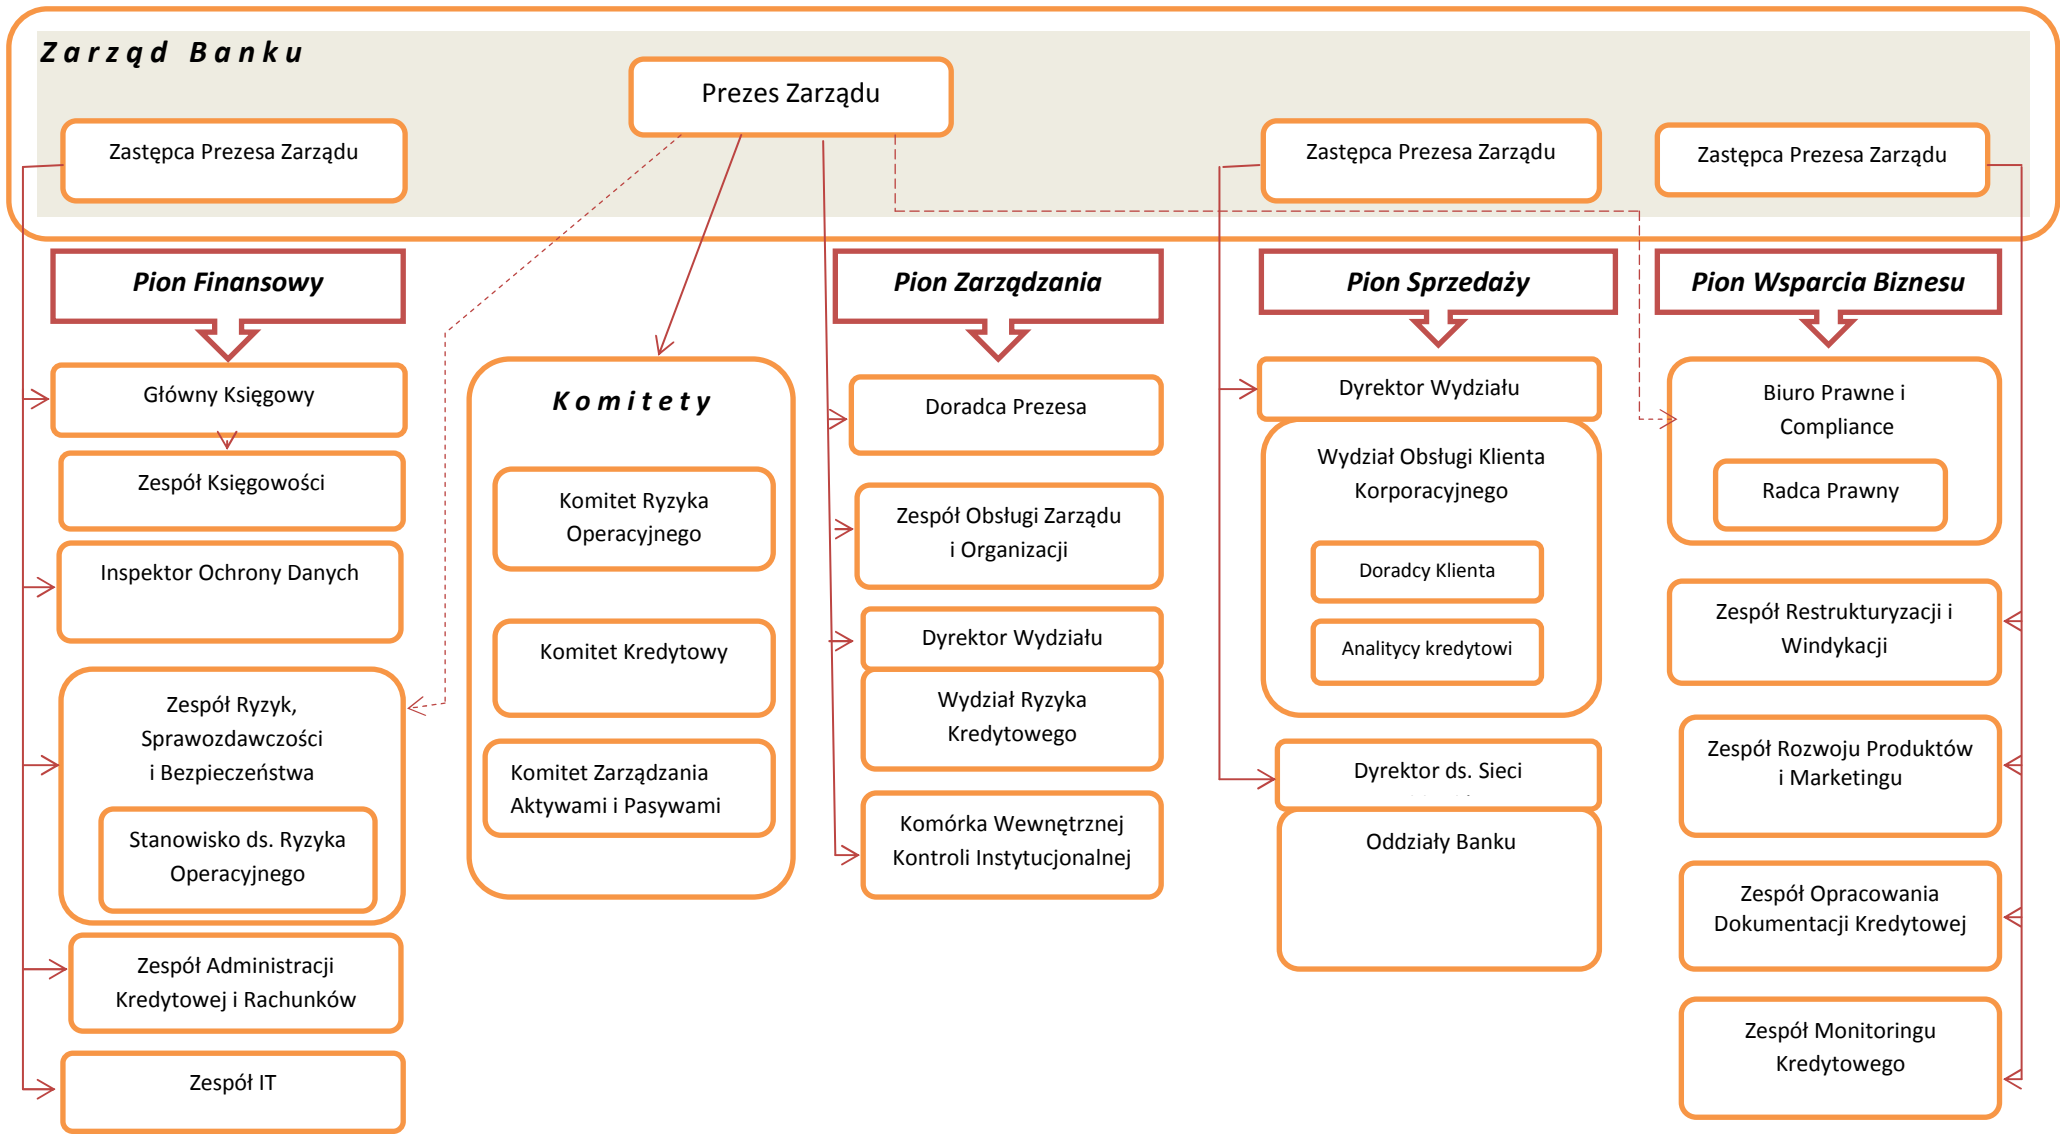 Zarząd Banku
Prezes Zarządu
Zastępca Prezesa Zarządu
Zastępca Prezesa Zarządu
Zastępca Prezesa Zarządu
Pion Finansowy
Główny Księgowy
Zespół Księgowości
Inspektor Ochrony Danych
Zespół Ryzyk,
Sprawozdawczości
i Bezpieczeństwa
Stanowisko ds. Ryzyka
Operacyjnego
Zespół Administracji
Kredytowej i Rachunków
Zespół IT
Komitety
Komitet Ryzyka
Operacyjnego
Komitet Kredytowy
Komitet Zarządzania
Aktywami i Pasywami
Pion Zarządzania
Doradca Prezesa
Zespół Obsługi Zarządu
i Organizacji
Dyrektor Wydziału
Wydział Ryzyka
Kredytowego
Komórka Wewnętrznej
Kontroli Instytucjonalnej
Pion Sprzedaży
Dyrektor Wydziału
Wydział Obsługi Klienta
Korporacyjnego
Doradcy Klienta
Analitycy kredytowi
Dyrektor ds. Sieci
Oddziały Banku
Pion Wsparcia Biznesu
Biuro Prawne i
Compliance
Radca Prawny
Zespół Restrukturyzacji i
Windykacji
Zespół Rozwoju Produktów
i Marketingu
Zespół Opracowania
Dokumentacji Kredytowej
Zespół Monitoringu
Kredytowego